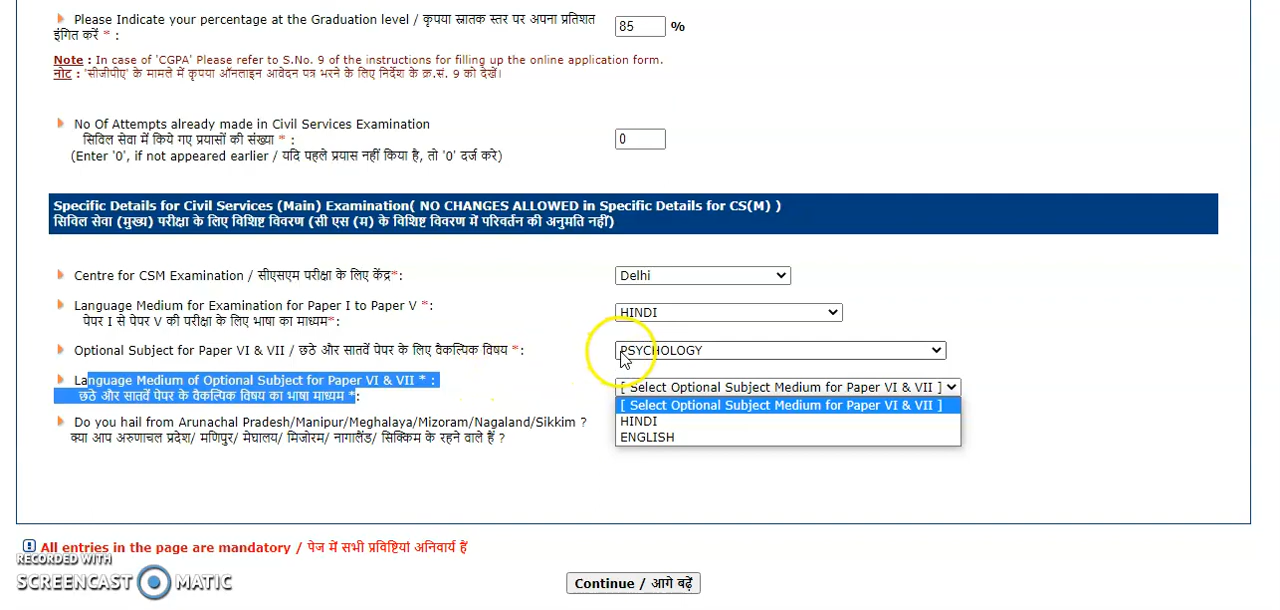 Please Indicate your percentage at the Graduation level / कृपया स्नातक स्तर पर अपना प्रतिशत
इंगित करें * :
85 %
Note : In case of 'CGPA' Please refer to S.No. 9 of the instructions for filling up the online application form.
नोट : 'सीजीपीए' के मामले में कृपया ऑनलाइन आवेदन पत्र भरने के लिए निर्देश के क्र.सं. 9 को देखें।
No Of Attempts already made in Civil Services Examination
सिविल सेवा में किये गए प्रयासों की संख्या * :
(Enter '0', if not appeared earlier / यदि पहले प्रयास नहीं किया है, तो '0' दर्ज करे)
0
Specific Details for Civil Services (Main) Examination( NO CHANGES ALLOWED in Specific Details for CS(M) )
सिविल सेवा (मुख्य) परीक्षा के लिए विशिष्ट विवरण (सी एस (म) के विशिष्ट विवरण में परिवर्तन की अनुमति नहीं)
Centre for CSM Examination / सीएसएम परीक्षा के लिए केंद्र*:
Delhi
Language Medium for Examination for Paper I to Paper V *:
पेपर I से पेपर V की परीक्षा के लिए भाषा का माध्यम*:
HINDI
Optional Subject for Paper VI & VII / छठे और सातवें पेपर के लिए वैकल्पिक विषय *:
PSYCHOLOGY
Language Medium of Optional Subject for Paper VI & VII * :
छठे और सातवें पेपर के वैकल्पिक विषय का भाषा माध्यम *:
[ Select Optional Subject Medium for Paper VI & VII ]
[ Select Optional Subject Medium for Paper VI & VII ]
HINDI
ENGLISH
Do you hail from Arunachal Pradesh/Manipur/Meghalaya/Mizoram/Nagaland/Sikkim ?
क्या आप अरुणाचल प्रदेश/ मणिपुर/ मेघालय/ मिजोरम/ नागालैंड/ सिक्किम के रहने वाले हैं ?
All entries in the page are mandatory / पेज में सभी प्रविष्टियां अनिवार्य हैं
RECORDED WITH
SCREENCAST MATIC
Continue / आगे बढ़ें